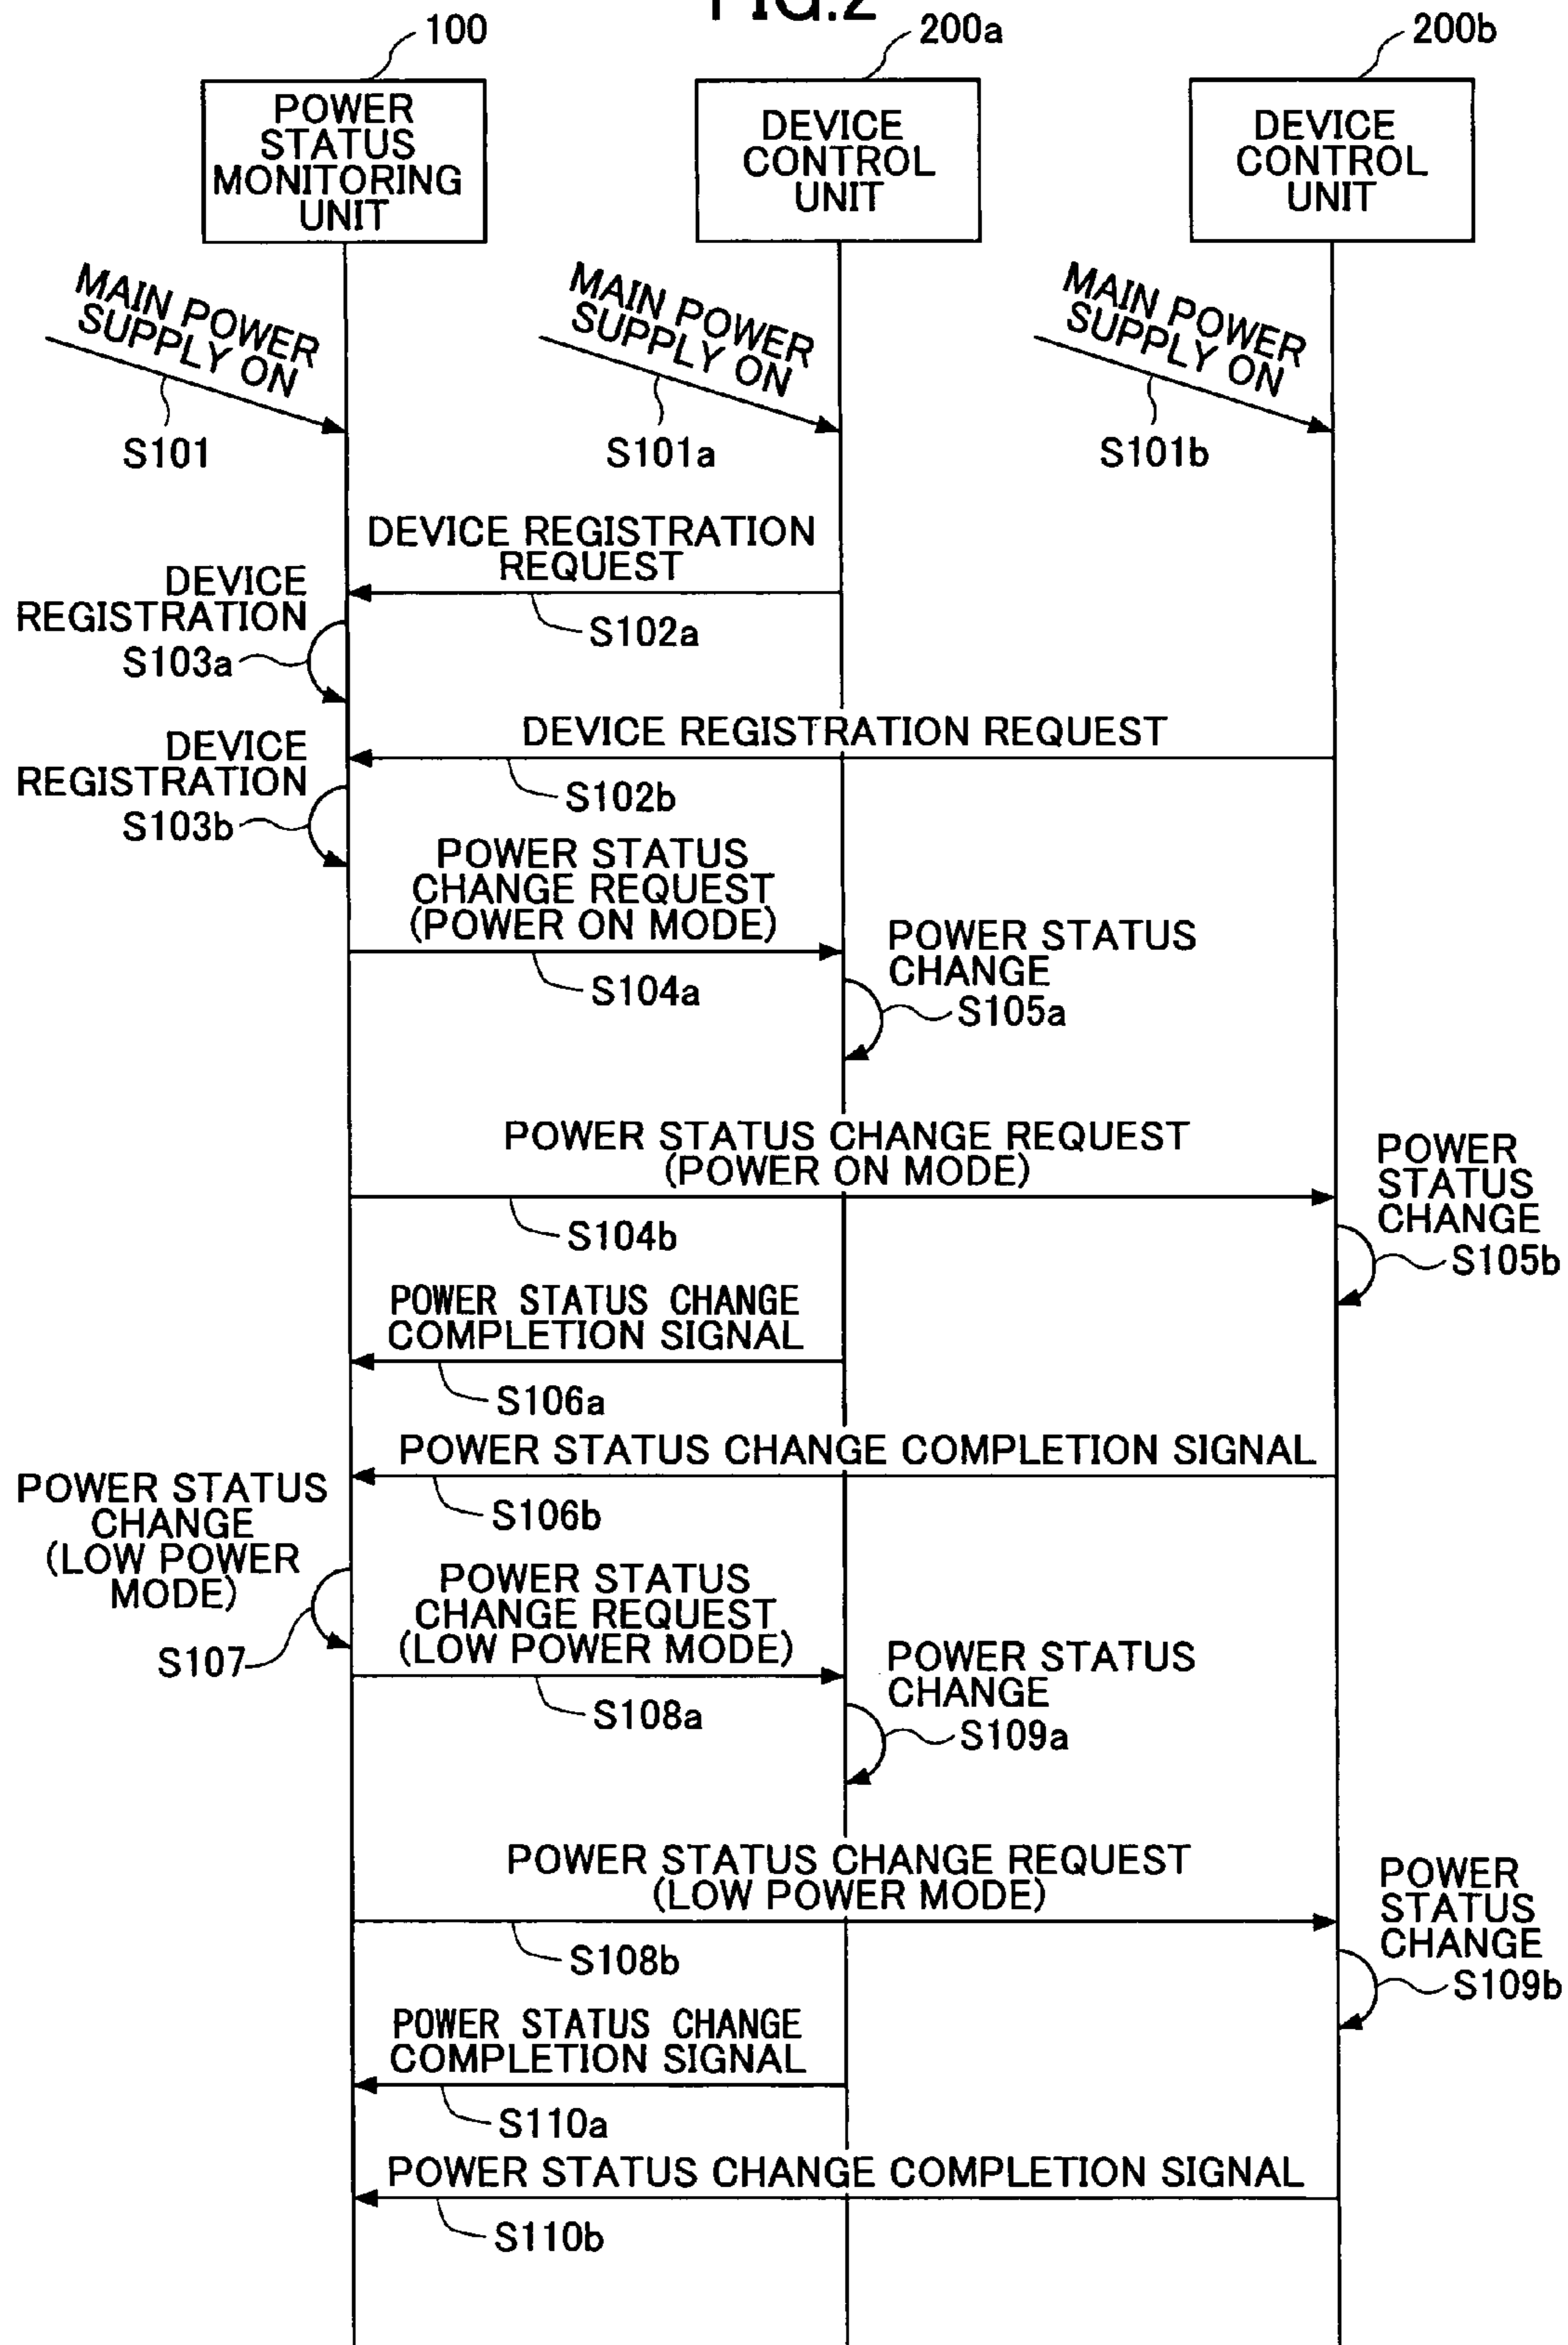 FIG.2
100
200a
200b
POWER
STATUS
MONITORING
UNIT
DEVICE
CONTROL
UNIT
DEVICE
CONTROL
UNIT
MAIN POWER
SUPPLY ON
S101
MAIN POWER
SUPPLY ON
S101a
MAIN POWER
SUPPLY ON
S101b
DEVICE REGISTRATION
REQUEST
S102a
DEVICE
REGISTRATION
S103a
DEVICE REGISTRATION REQUEST
S102b
DEVICE
REGISTRATION
S103b
POWER STATUS
CHANGE REQUEST
(POWER ON MODE)
S104a
POWER STATUS
CHANGE
S105a
POWER STATUS CHANGE REQUEST
(POWER ON MODE)
S104b
POWER
STATUS
CHANGE
S105b
POWER STATUS CHANGE
COMPLETION SIGNAL
S106a
POWER STATUS CHANGE COMPLETION SIGNAL
S106b
POWER STATUS
CHANGE
(LOW POWER
MODE)
S107
POWER STATUS
CHANGE REQUEST
(LOW POWER MODE)
S108a
POWER STATUS
CHANGE
S109a
POWER STATUS CHANGE REQUEST
(LOW POWER MODE)
S108b
POWER
STATUS
CHANGE
S109b
POWER STATUS CHANGE
COMPLETION SIGNAL
S110a
POWER STATUS CHANGE COMPLETION SIGNAL
S110b